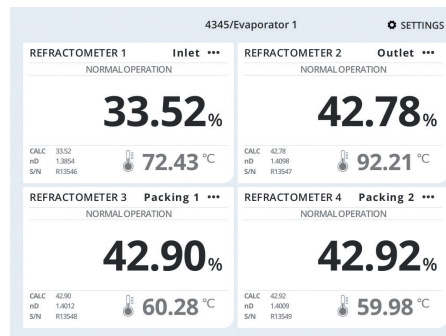 4345/Evaporator 1 SETTINGS
REFRACTOMETER 1 Inlet •••
NORMAL OPERATION
33.52%
CALC 33.52
nD 1.3854
S/N R13546
72.43 °C
REFRACTOMETER 2 Outlet •••
NORMAL OPERATION
42.78%
CALC 42.78
nD 1.4098
S/N R13547
92.21 °C
REFRACTOMETER 3 Packing 1 •••
NORMAL OPERATION
42.90%
CALC 42.90
nD 1.4012
S/N R13548
60.28 °C
REFRACTOMETER 4 Packing 2 •••
NORMAL OPERATION
42.92%
CALC 42.92
nD 1.4009
S/N R13549
59.98 °C